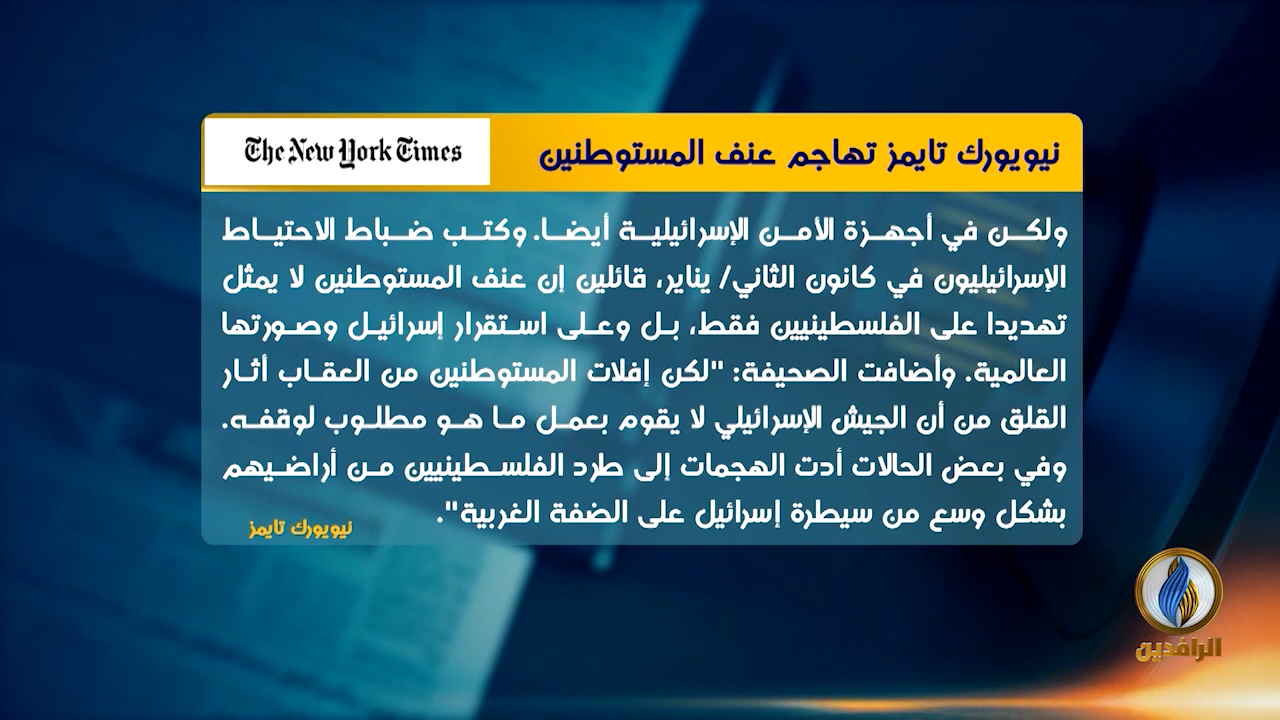 نيويورك تايمز تهاجم عنف المستوطنين
The New York Times
ولكن في أجهزة الأمن الإسرائيلية أيضا. وكتب ضباط الاحتياط
الإسرائيليون في كانون الثاني/ يناير، قائلين إن عنف المستوطنين لا يمثل
تهديدا على الفلسطينيين فقط، بل وعلى استقرار إسرائيل وصورتها
العالمية. وأضافت الصحيفة: "لكن إفلات المستوطنين من العقاب أثار
القلق من أن الجيش الإسرائيلي لا يقوم بعمل ما هو مطلوب لوقفه.
وفي بعض الحالات أدت الهجمات إلى طرد الفلسطينيين من أراضيهم
بشكل وسع من سيطرة إسرائيل على الضفة الغربية".
نيويورك تايمز
الرافدين